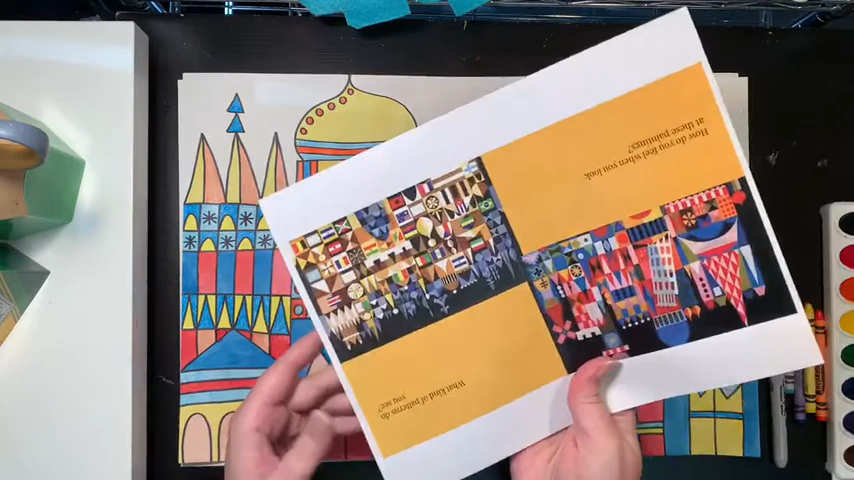 What kind of patterns do
you see?
How do you feel when you look
at these paintings?